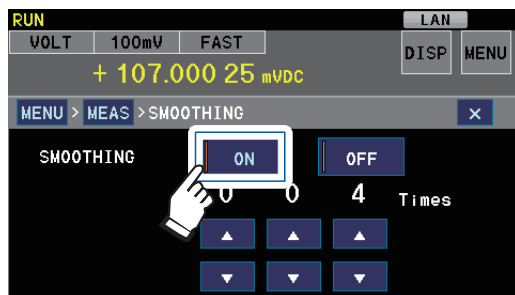 RUN LAN
VOLT 100mV FAST DISP MENU
+ 107.000 25 mVDC
MENU > MEAS > SMOOTHING ×
SMOOTHING ON OFF
0 0 4 Times